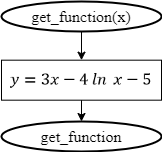 get_function(x)
y = 3x − 4 ln x − 5
get_function